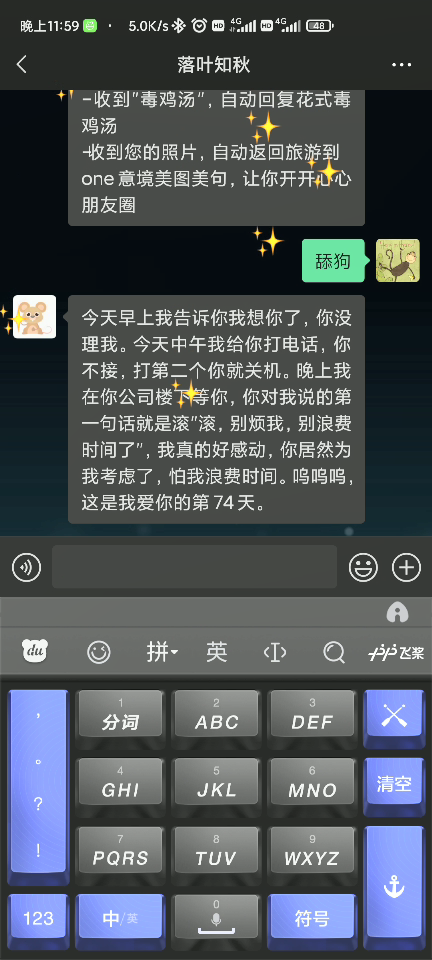 晚上11:59 · 5.0K/s HD 4G HD 4G 48
落叶知秋
-收到"毒鸡汤"，自动回复花式毒
鸡汤
-收到您的照片，自动返回旅游到
one意境美图美句，让你开开心心
朋友圈
舔狗
今天早上我告诉你我想你了，你没
理我。今天中午我给你打电话，你
不接，打第二个你就关机。晚上我
在你公司楼下等你，你对我说的第
一句话就是滚"滚，别烦我，别浪费
时间了"，我真的好感动，你居然为
我考虑了，怕我浪费时间。呜呜呜，
这是我爱你的第74天。
du 拼 英 飞桨
， 1 分词 2 ABC 3 DEF
。 4 GHI 5 JKL 6 MNO 清空
？ 7 PQRS 8 TUV 9 WXYZ
！
123 中/英 0 符号